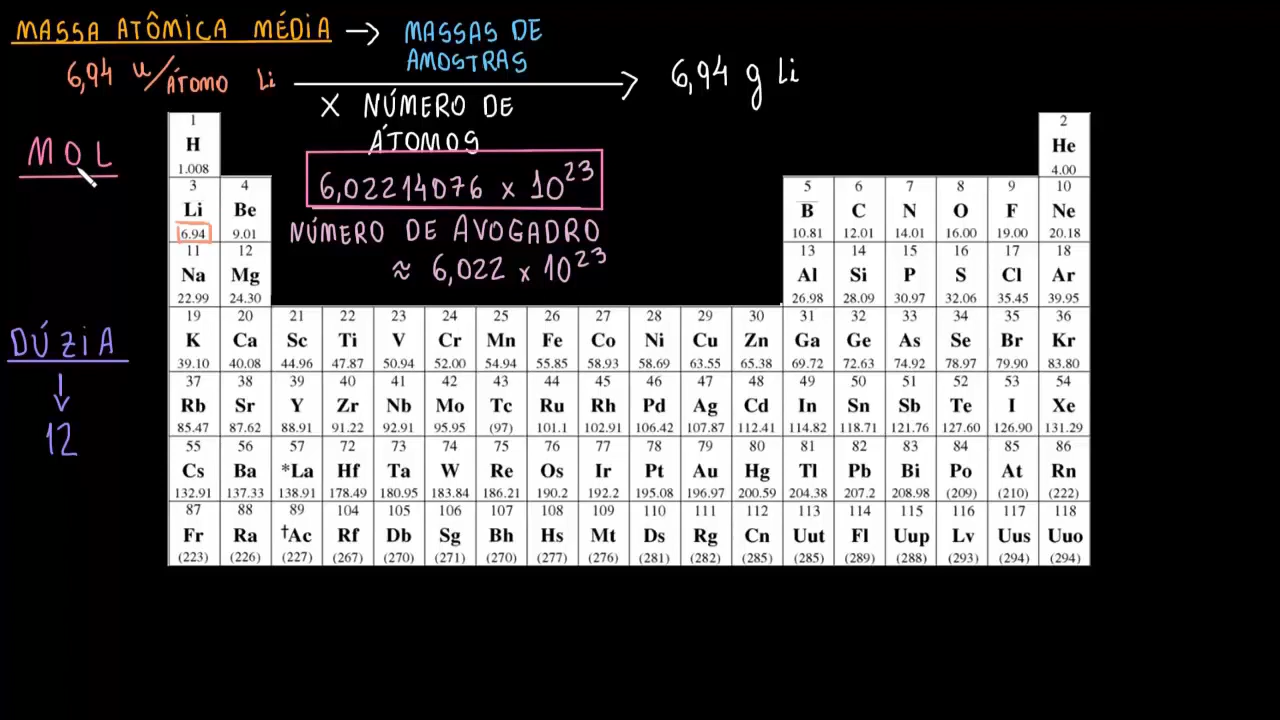 MASSA ATÔMICA MÉDIA → MASSAS DE
AMOSTRAS
6,94 u/ÁTOMO Li → 6,94 g Li
X NÚMERO DE
ÁTOMOS
MOL
6,02214076 x 10²³
NÚMERO DE AVOGADRO
≈ 6,022 x 10²³
DÚZIA
↓
12
1 2
H He
1.008 4.00
3 4 5 6 7 8 9 10
Li Be B C N O F Ne
6.94 9.01 10.81 12.01 14.01 16.00 19.00 20.18
11 12 13 14 15 16 17 18
Na Mg Al Si P S Cl Ar
22.99 24.30 26.98 28.09 30.97 32.06 35.45 39.95
19 20 21 22 23 24 25 26 27 28 29 30 31 32 33 34 35 36
K Ca Sc Ti V Cr Mn Fe Co Ni Cu Zn Ga Ge As Se Br Kr
39.10 40.08 44.96 47.87 50.94 52.00 54.94 55.85 58.93 58.69 63.55 65.38 69.72 72.63 74.92 78.97 79.90 83.80
37 38 39 40 41 42 43 44 45 46 47 48 49 50 51 52 53 54
Rb Sr Y Zr Nb Mo Tc Ru Rh Pd Ag Cd In Sn Sb Te I Xe
85.47 87.62 88.91 91.22 92.91 95.95 (97) 101.1 102.91 106.42 107.87 112.41 114.82 118.71 121.76 127.60 126.90 131.29
55 56 57 72 73 74 75 76 77 78 79 80 81 82 83 84 85 86
Cs Ba *La Hf Ta W Re Os Ir Pt Au Hg Tl Pb Bi Po At Rn
132.91 137.33 138.91 178.49 180.95 183.84 186.21 190.2 192.2 195.08 196.97 200.59 204.38 207.2 208.98 (209) (210) (222)
87 88 89 104 105 106 107 108 109 110 111 112 113 114 115 116 117 118
Fr Ra †Ac Rf Db Sg Bh Hs Mt Ds Rg Cn Uut Fl Uup Lv Uus Uuo
(223) (226) (227) (267) (270) (271) (270) (277) (276) (281) (282) (285) (285) (289) (288) (293) (294) (294)